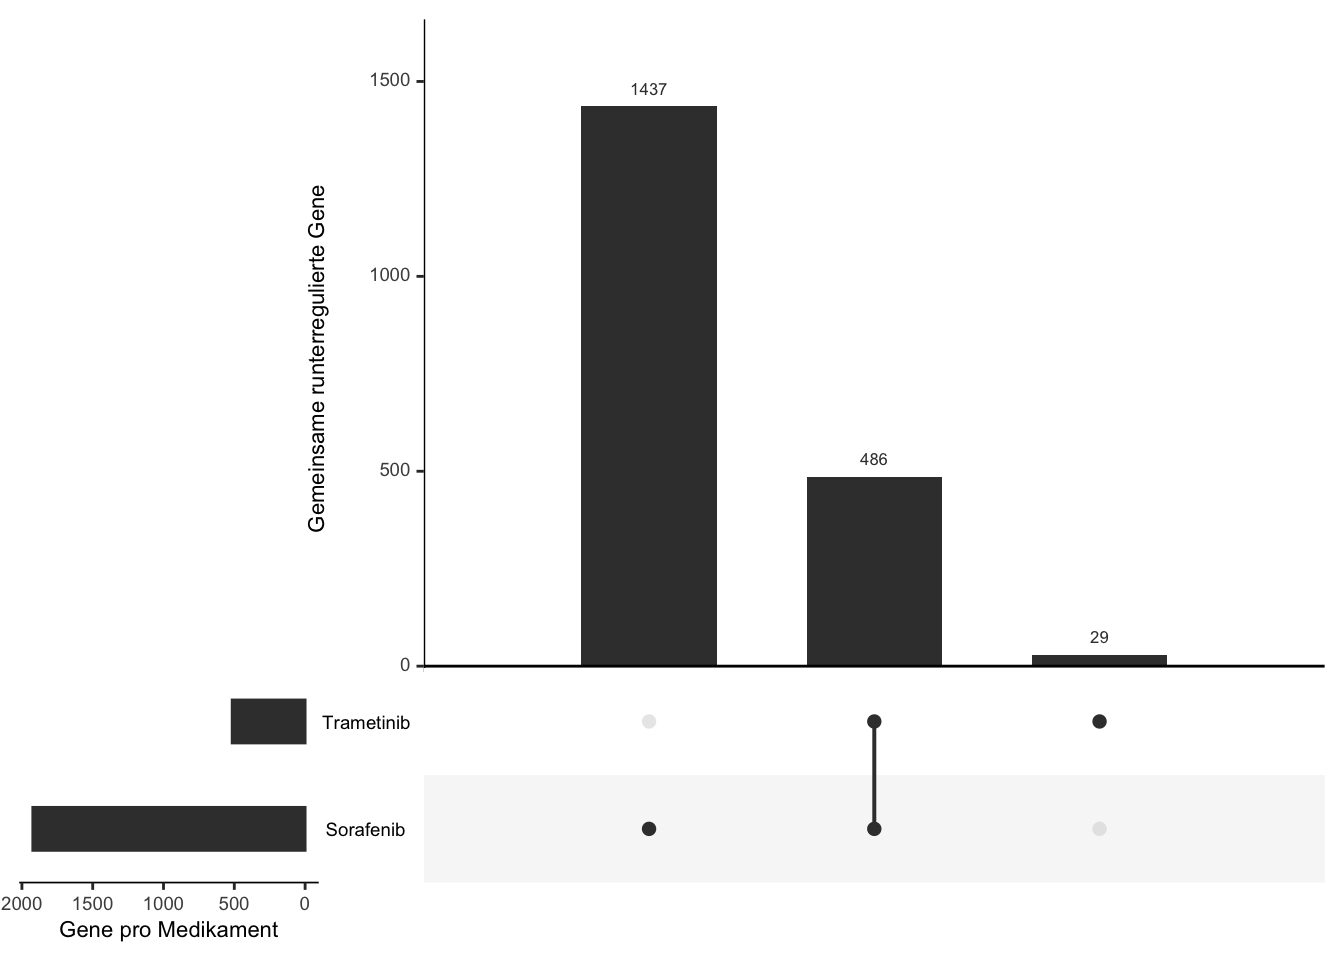 1500
1437
1000
500
486
29
0
Gemeinsame runterregulierte Gene
Trametinib
Sorafenib
2000 1500 1000 500 0
Gene pro Medikament